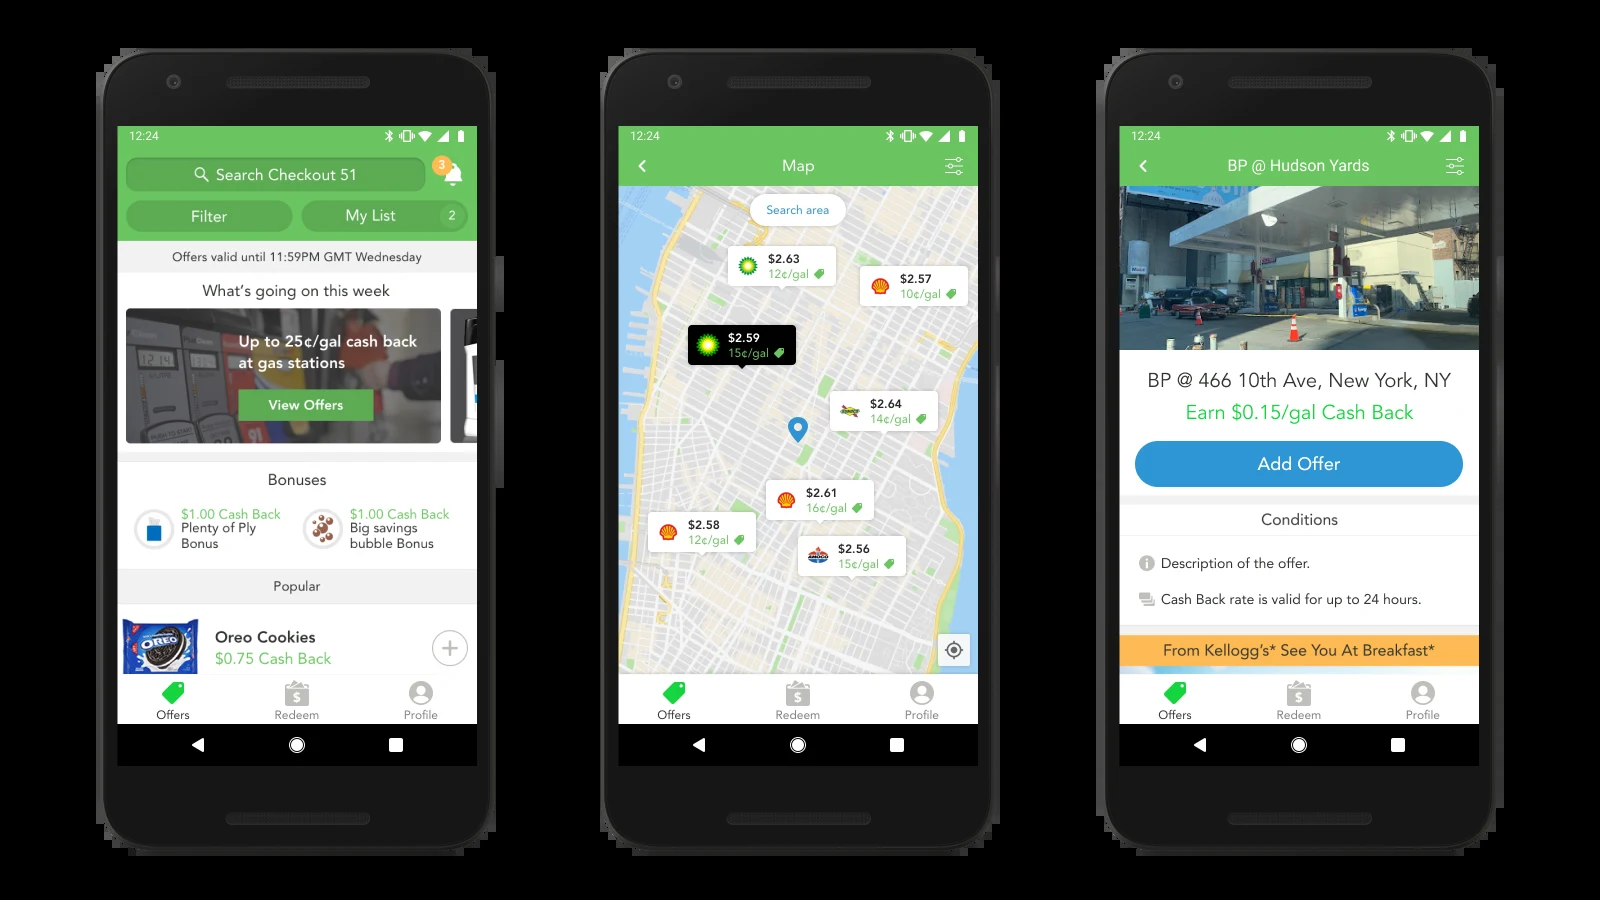 12:24
Search Checkout 51
3
Filter
My List
2
Offers valid until 11:59PM GMT Wednesday
What's going on this week
Up to 25¢/gal cash back
at gas stations
View Offers
Bonuses
$1.00 Cash Back
Plenty of Ply
Bonus
$1.00 Cash Back
Big savings
bubble Bonus
Popular
OREO
Oreo Cookies
$0.75 Cash Back
Offers
Redeem
Profile
12:24
Map
Search area
$2.63
12¢/gal
$2.57
10¢/gal
$2.59
15¢/gal
$2.64
14¢/gal
$2.61
16¢/gal
$2.58
12¢/gal
AMOCO
$2.56
15¢/gal
Offers
Redeem
Profile
12:24
BP @ Hudson Yards
BP @ 466 10th Ave, New York, NY
Earn $0.15/gal Cash Back
Add Offer
Conditions
Description of the offer.
Cash Back rate is valid for up to 24 hours.
From Kellogg's* See You At Breakfast*
Offers
Redeem
Profile